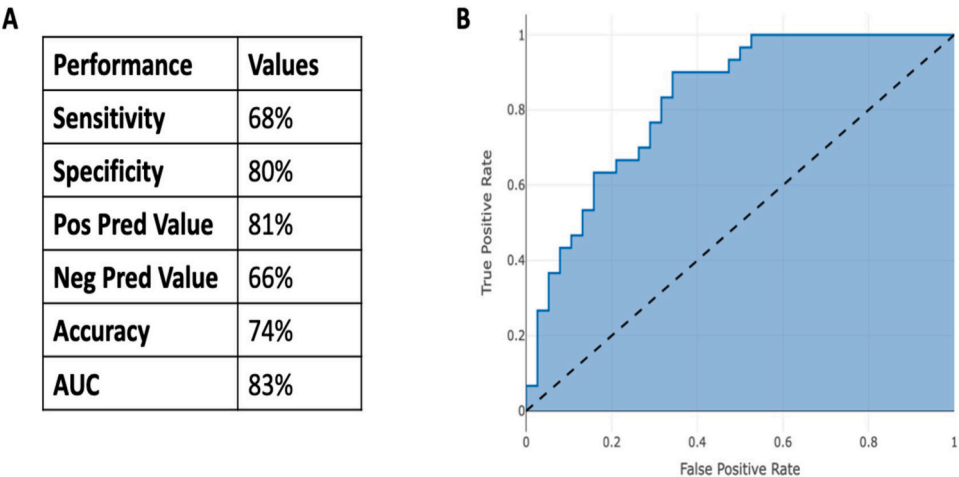 A
Performance Values
Sensitivity 68%
Specificity 80%
Pos Pred Value 81%
Neg Pred Value 66%
Accuracy 74%
AUC 83%
B
True Positive Rate
1
0.8
0.6
0.4
0.2
0
0 0.2 0.4 0.6 0.8 1
False Positive Rate